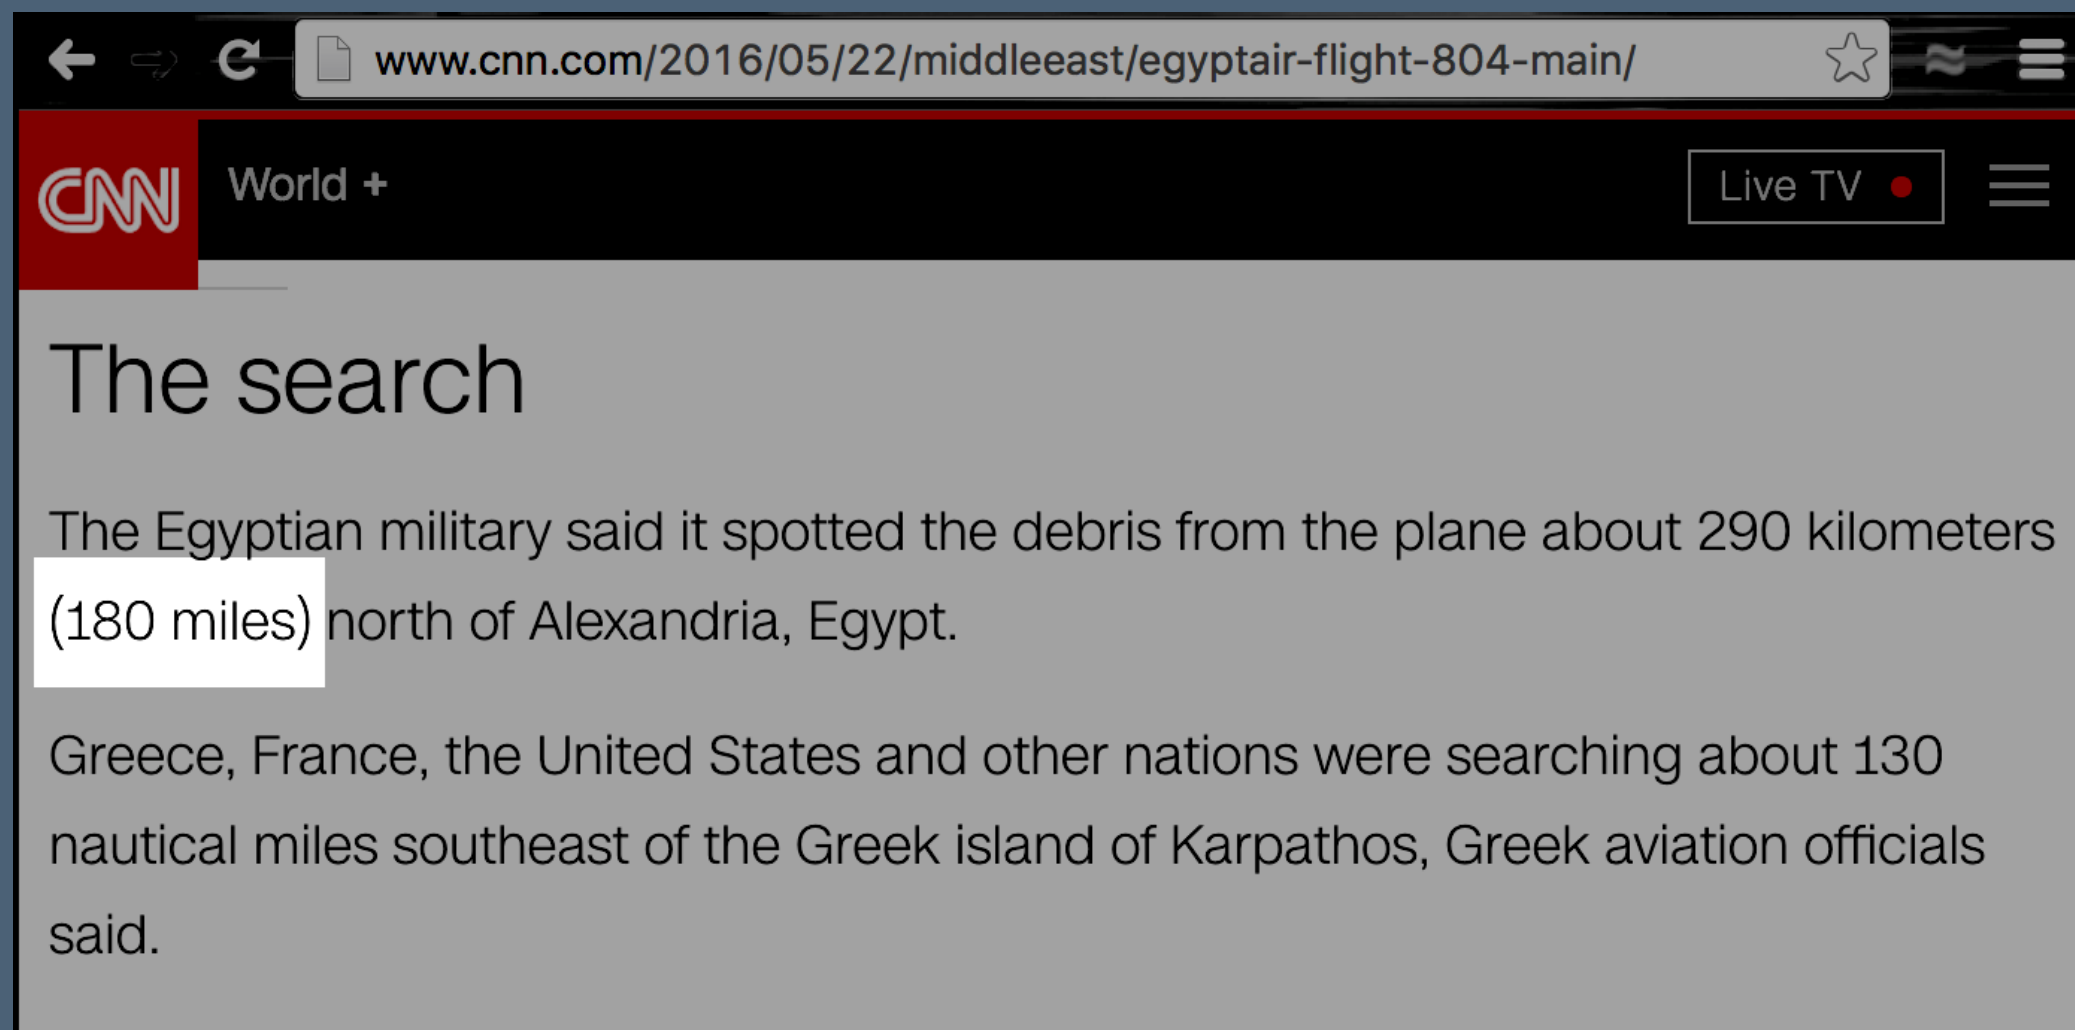 www.cnn.com/2016/05/22/middleeast/egyptair-flight-804-main/
CNN World + Live TV
The search
The Egyptian military said it spotted the debris from the plane about 290 kilometers
(180 miles) north of Alexandria, Egypt.
Greece, France, the United States and other nations were searching about 130
nautical miles southeast of the Greek island of Karpathos, Greek aviation officials
said.